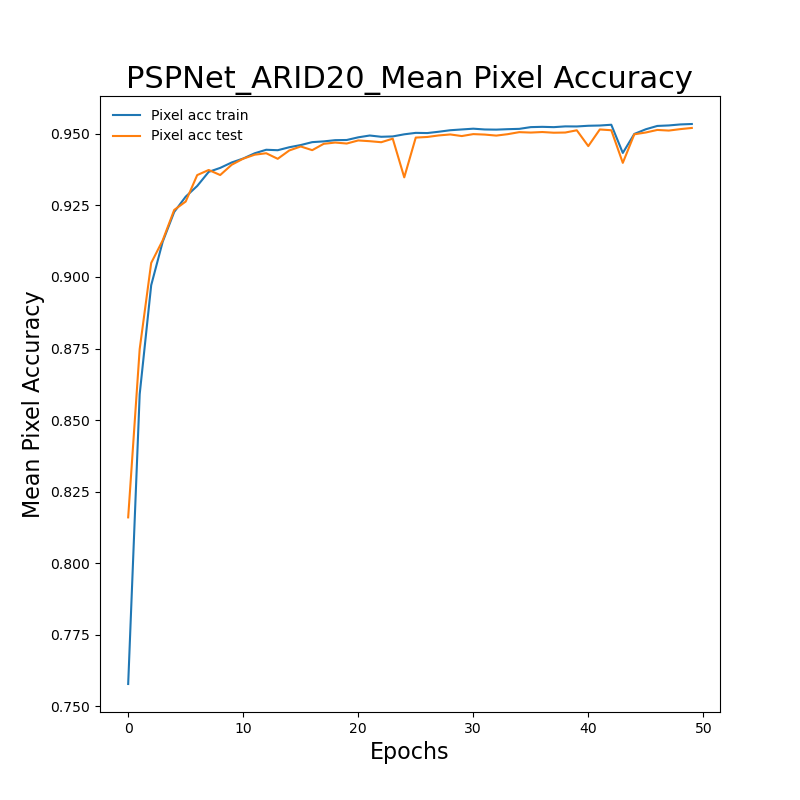 PSPNet_ARID20_Mean Pixel Accuracy
Pixel acc train
Pixel acc test
0.950
0.925
0.900
0.875
0.850
0.825
0.800
0.775
0.750
Mean Pixel Accuracy
0 10 20 30 40 50
Epochs